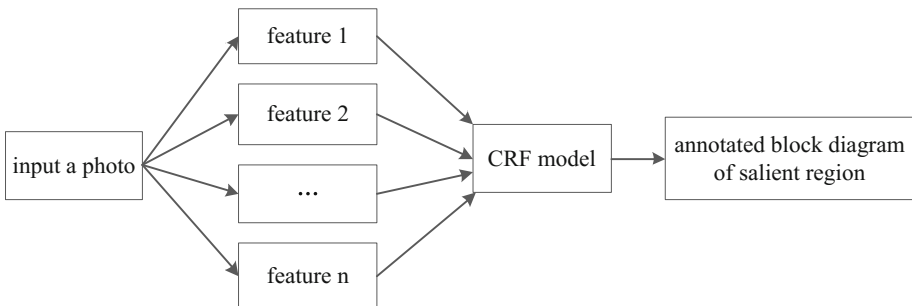 input a photo
feature 1
feature 2
...
feature n
CRF model
annotated block diagram
of salient region